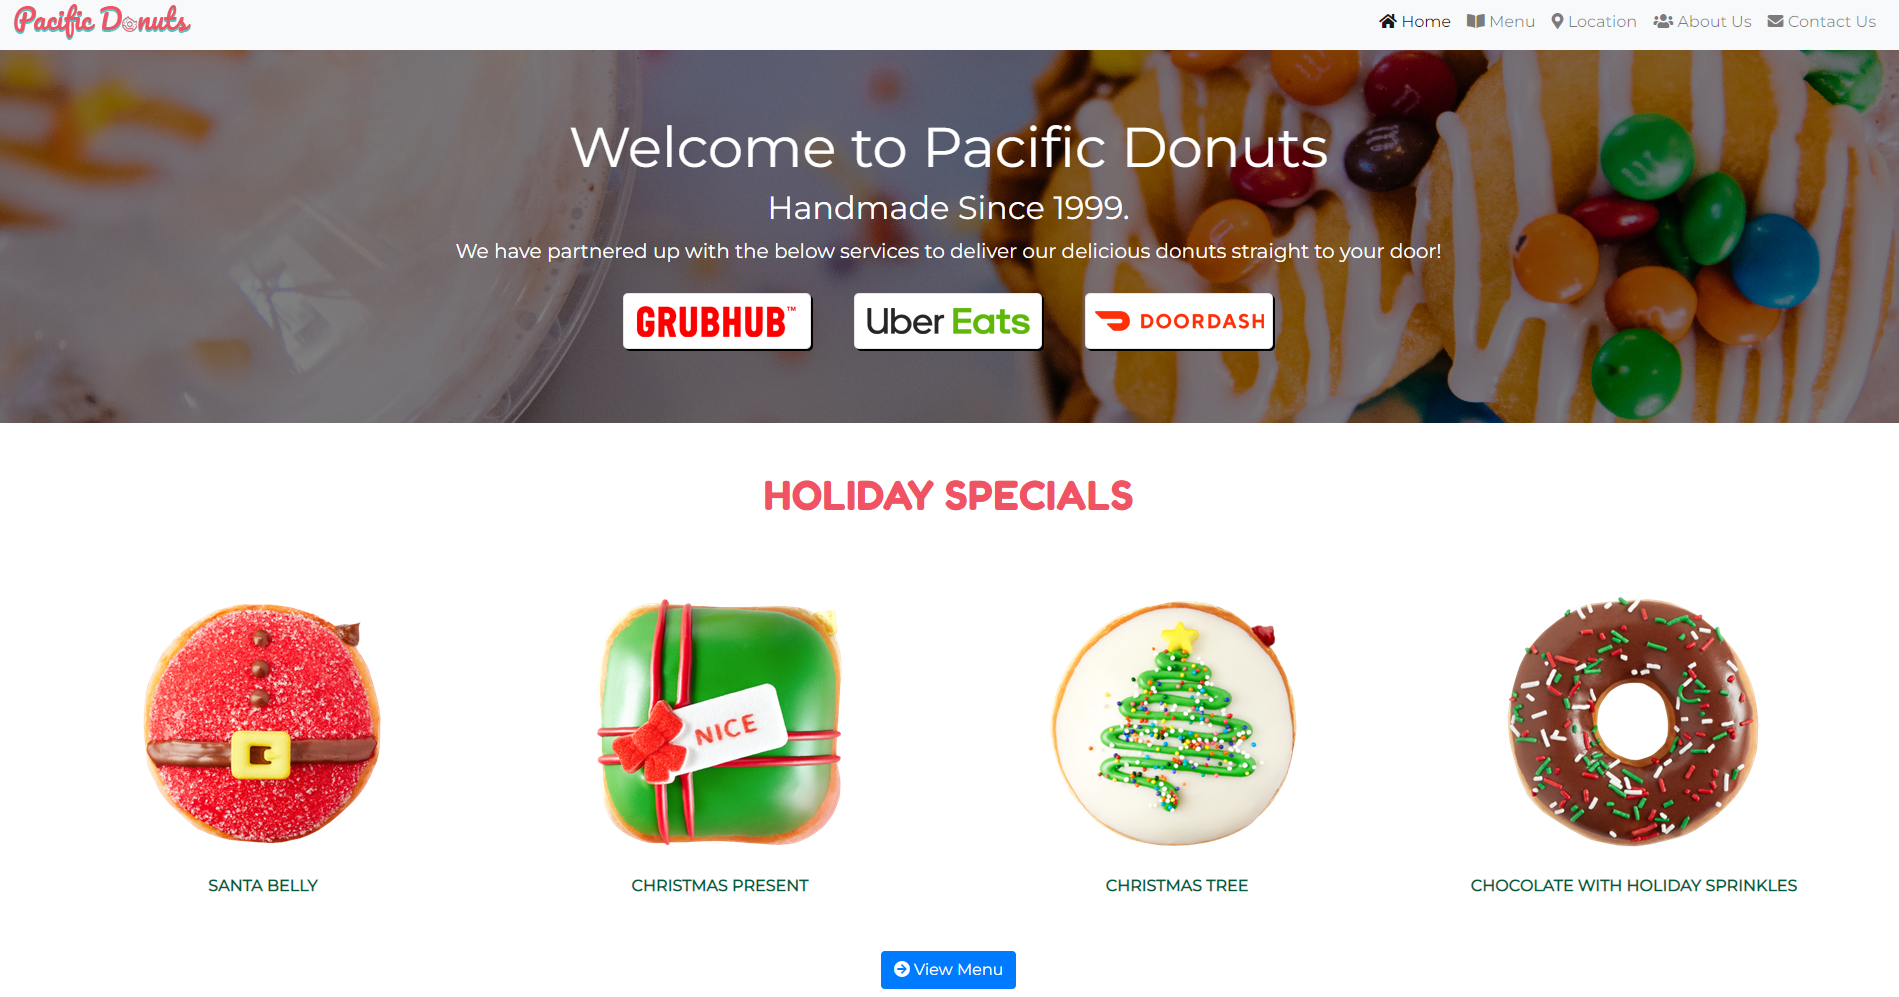 Pacific Donuts
Home Menu Location About Us Contact Us
Welcome to Pacific Donuts
Handmade Since 1999.
We have partnered up with the below services to deliver our delicious donuts straight to your door!
GRUBHUB™ Uber Eats DOORDASH
HOLIDAY SPECIALS
NICE
SANTA BELLY CHRISTMAS PRESENT CHRISTMAS TREE CHOCOLATE WITH HOLIDAY SPRINKLES
View Menu